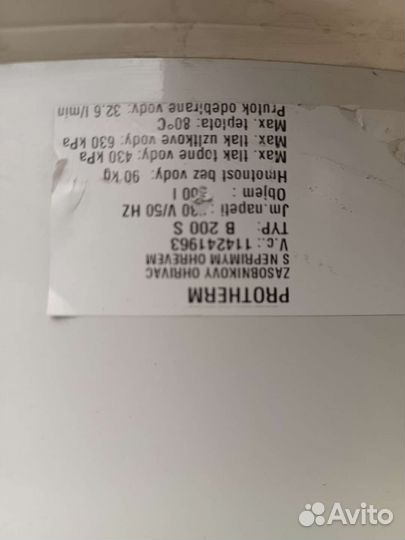 PROTHERM
ZASOBNIKOVY OHRIVAC
S NEPRIMYM OHREVEM
V.c.: 114241963
TYP: B 200 S
Jm.napeti : 30 V/50 HZ
Objem : 00 l
Hmotnost bez vody: 90 kg
Max. tlak topne vody: 430 kPa
Max. tlak uzitkove vody: 630 kPa
Max. teplota: 80°C
Prutok odebirane vody: 32.6 l/min
Avito